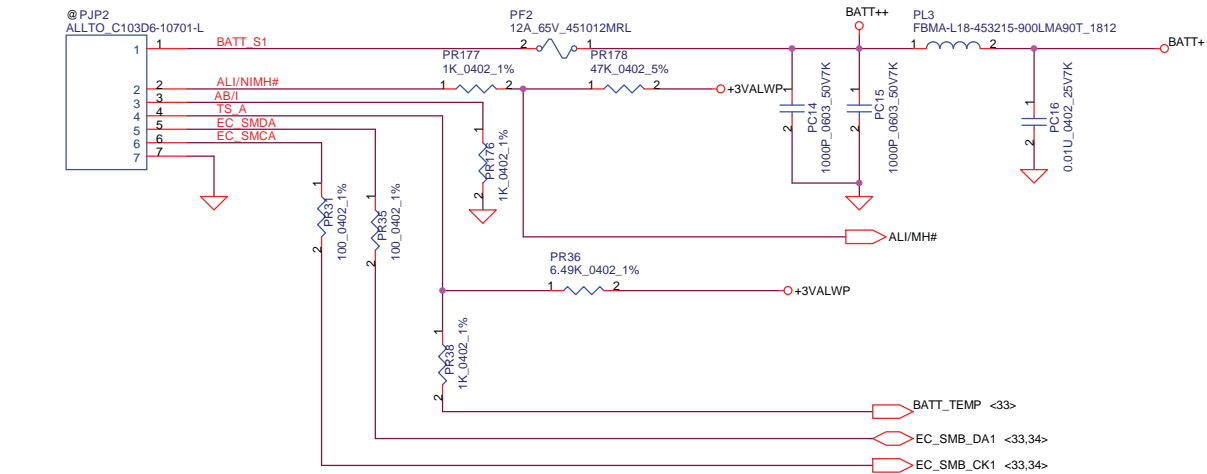 @ PJP2
ALLTO_C103D6-10701-L
1
2
3
4
5
6
7
1
2
3
4
5
6
7
BATT_S1
ALI/NIMH#
AB/I
TS_A
EC_SMDA
EC_SMCA
PF2
12A_65V_451012MRL
2
1
BATT++
PL3
FBMA-L18-453215-900LMA90T_1812
1
2
BATT+
PR177
1K_0402_1%
1
2
PR178
47K_0402_5%
1
2
+3VALWP
1
2
PC14
1000P_0603_50V7K
1
2
PC15
1000P_0603_50V7K
1
2
PC16
0.01U_0402_25V7K
1
2
PR176
1K_0402_1%
1
2
PR31
100_0402_1%
1
2
PR35
100_0402_1%
ALI/MH#
PR36
6.49K_0402_1%
1
2
+3VALWP
1
2
PR38
1K_0402_1%
BATT_TEMP <33>
EC_SMB_DA1 <33,34>
EC_SMB_CK1 <33,34>